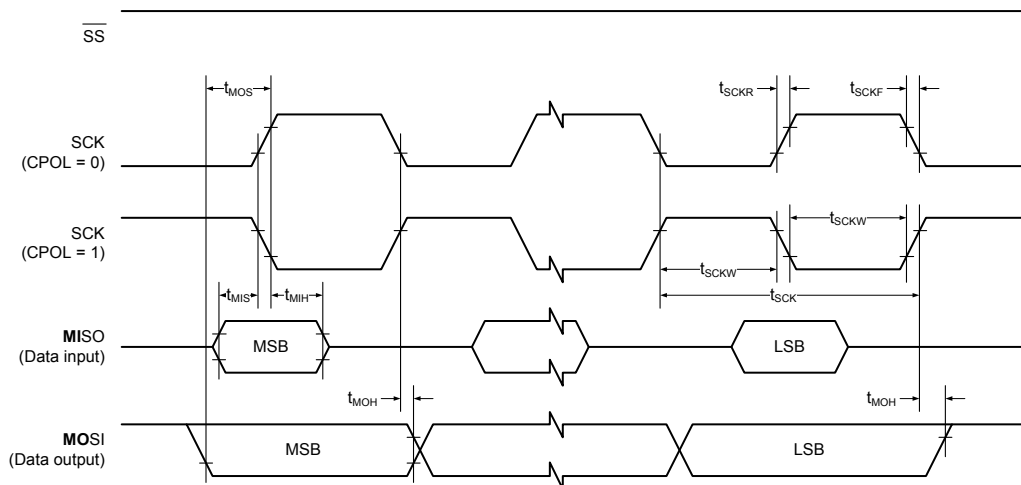 SS
tMOS
tSCKR
tSCKF
SCK
(CPOL = 0)
SCK
(CPOL = 1)
tSCKW
tSCKW
tMIS
tMIH
tSCK
MISO
(Data input)
MSB
LSB
tMOH
tMOH
MOSI
(Data output)
MSB
LSB